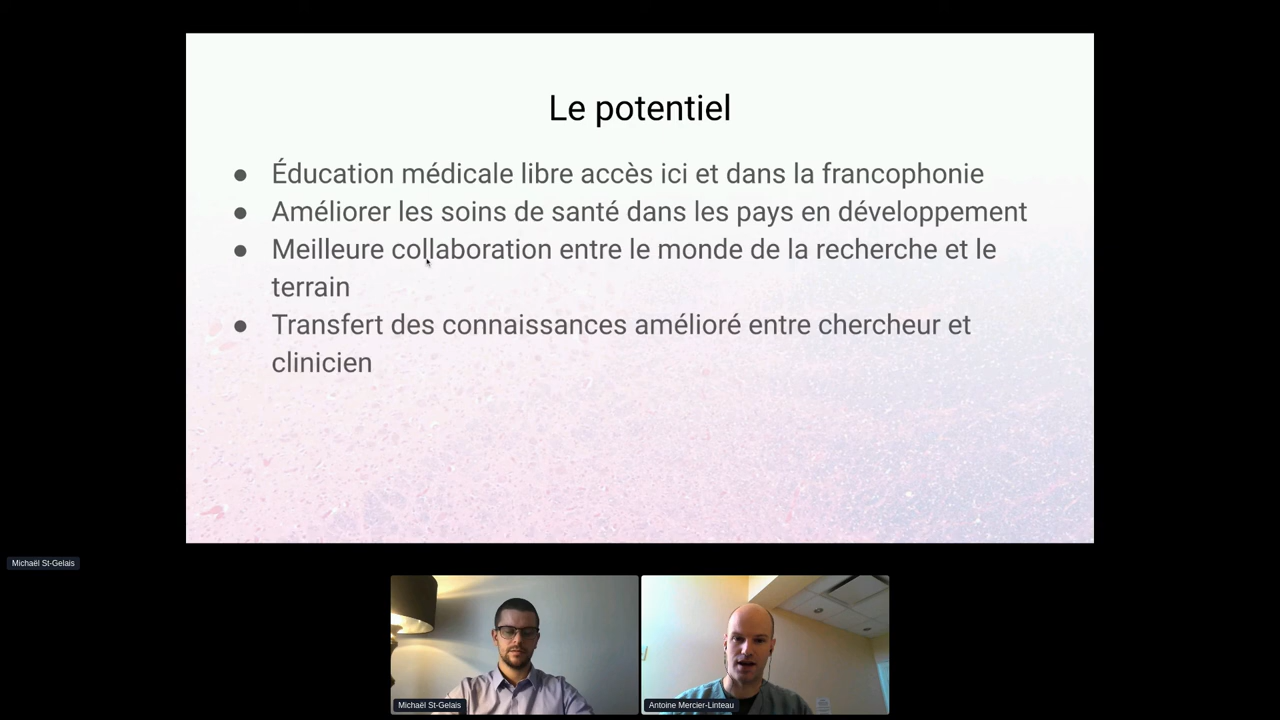 Le potentiel
● Éducation médicale libre accès ici et dans la francophonie
● Améliorer les soins de santé dans les pays en développement
● Meilleure collaboration entre le monde de la recherche et le
terrain
● Transfert des connaissances amélioré entre chercheur et
clinicien
Michaël St-Gelais
Michaël St-Gelais
Antoine Mercier-Linteau